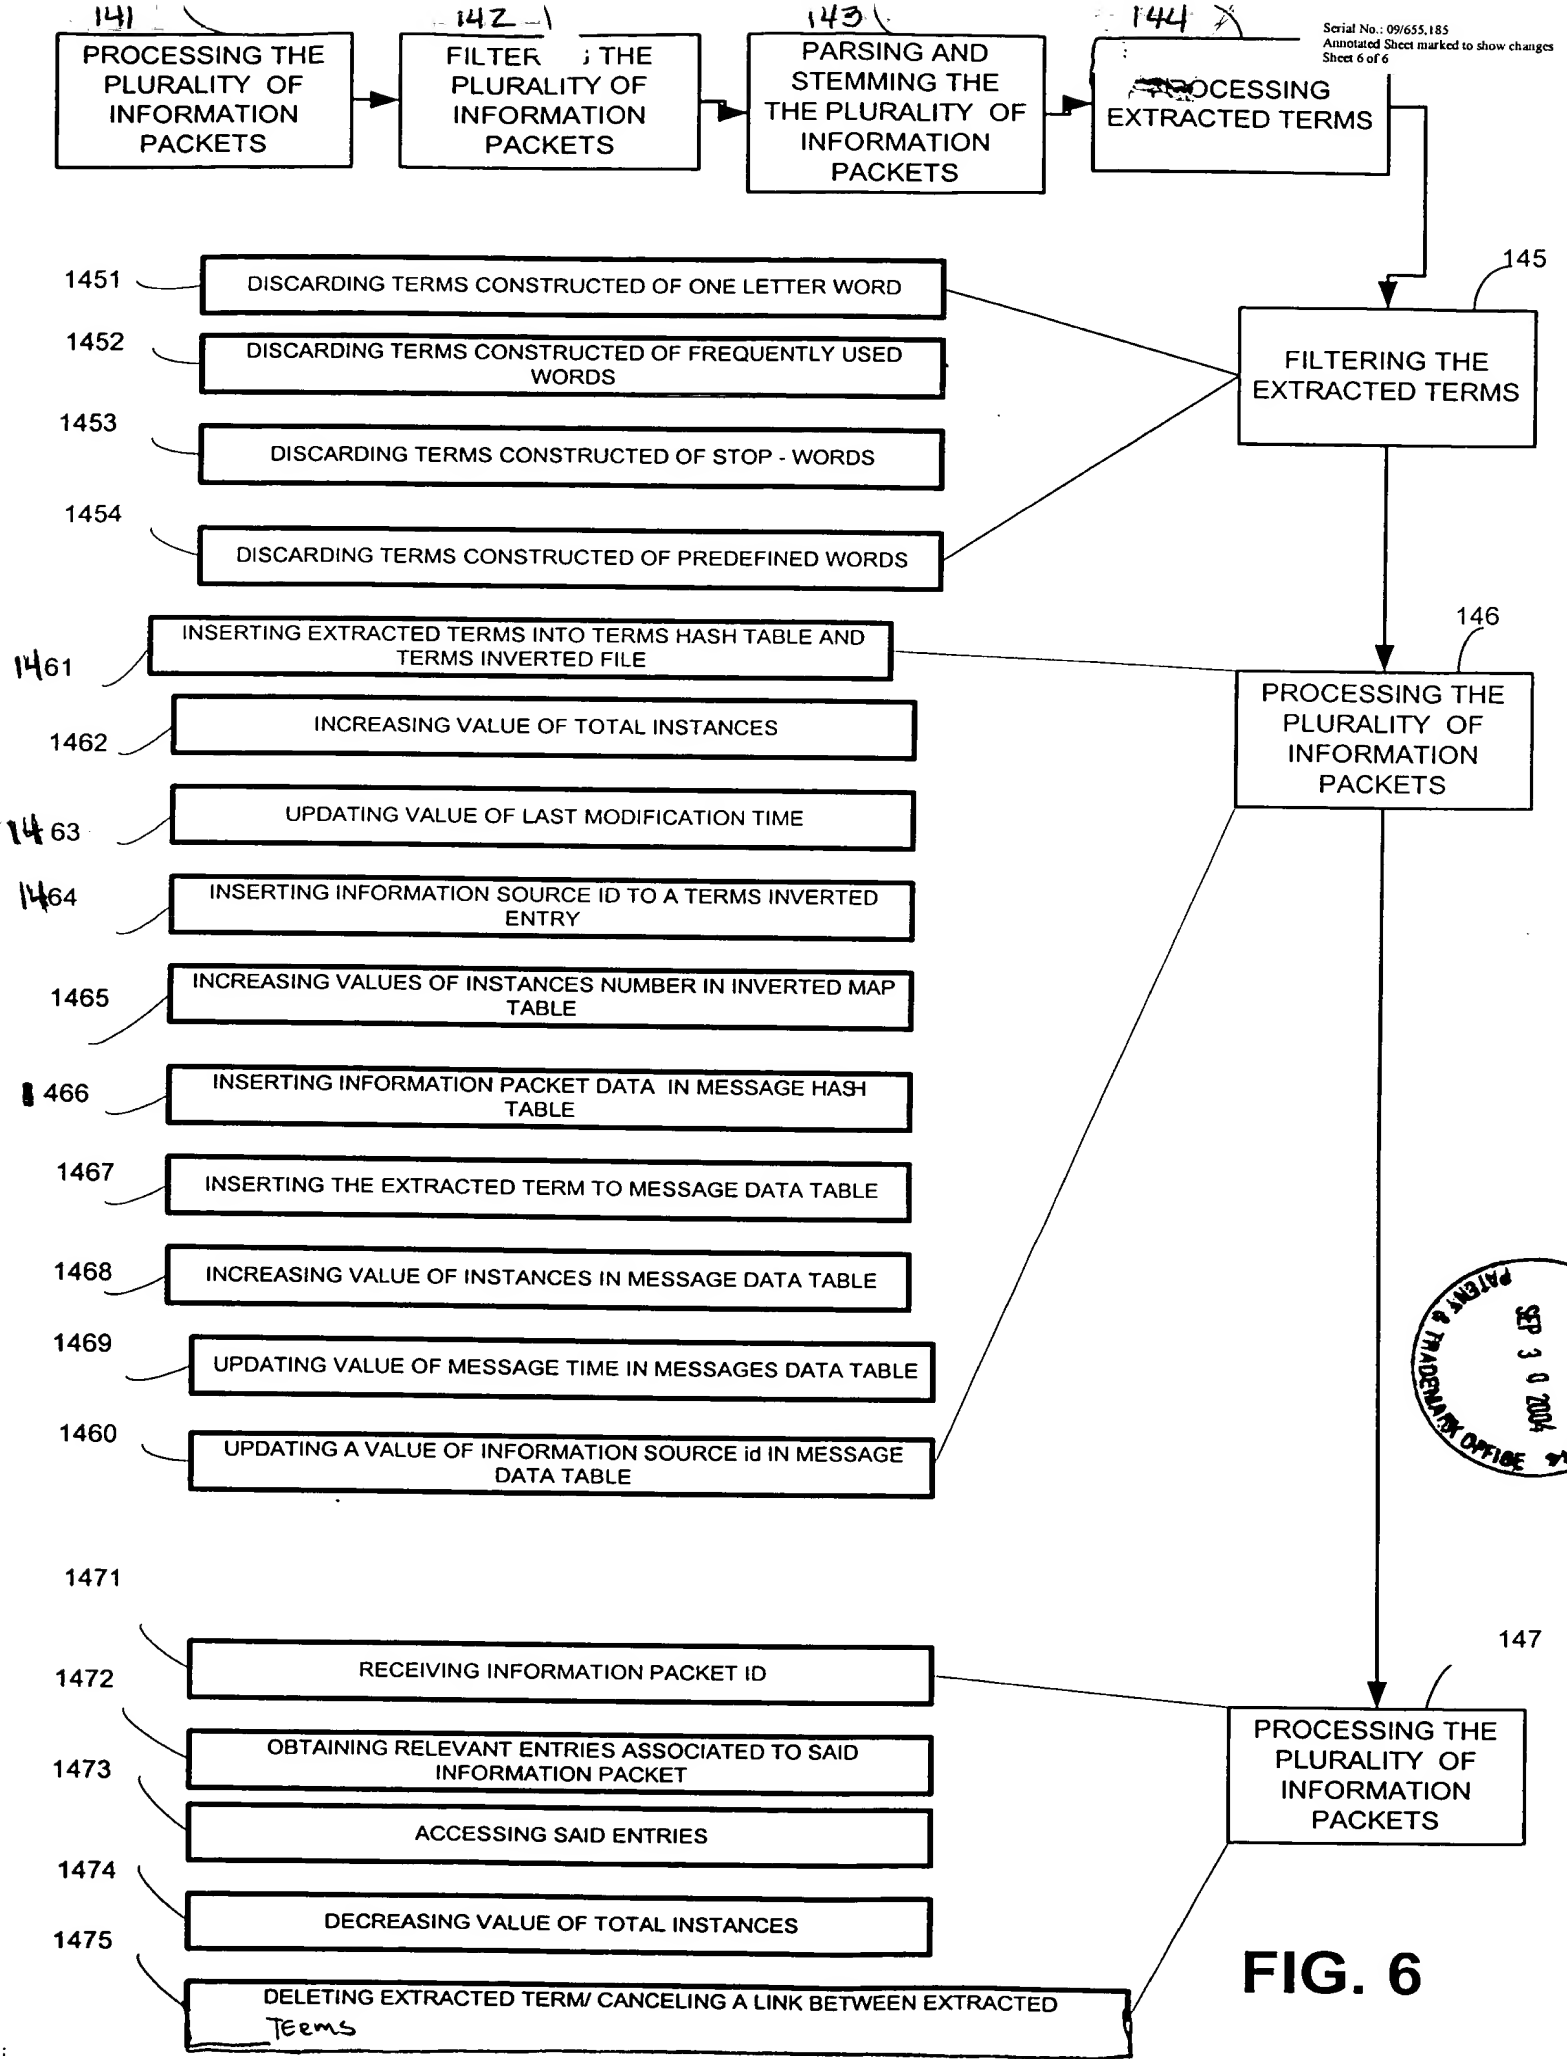 141
142
143
144
Serial No.: 09/655,185
Annotated Sheet marked to show changes
Sheet 6 of 6
PROCESSING THE
PLURALITY OF
INFORMATION
PACKETS
FILTER THE
PLURALITY OF
INFORMATION
PACKETS
PARSING AND
STEMMING THE
THE PLURALITY OF
INFORMATION
PACKETS
OCESSING
EXTRACTED TERMS
145
FILTERING THE
EXTRACTED TERMS
1451
DISCARDING TERMS CONSTRUCTED OF ONE LETTER WORD
1452
DISCARDING TERMS CONSTRUCTED OF FREQUENTLY USED
WORDS
1453
DISCARDING TERMS CONSTRUCTED OF STOP - WORDS
1454
DISCARDING TERMS CONSTRUCTED OF PREDEFINED WORDS
146
PROCESSING THE
PLURALITY OF
INFORMATION
PACKETS
1461
INSERTING EXTRACTED TERMS INTO TERMS HASH TABLE AND
TERMS INVERTED FILE
1462
INCREASING VALUE OF TOTAL INSTANCES
1463
UPDATING VALUE OF LAST MODIFICATION TIME
1464
INSERTING INFORMATION SOURCE ID TO A TERMS INVERTED
ENTRY
1465
INCREASING VALUES OF INSTANCES NUMBER IN INVERTED MAP
TABLE
1466
INSERTING INFORMATION PACKET DATA IN MESSAGE HASH
TABLE
1467
INSERTING THE EXTRACTED TERM TO MESSAGE DATA TABLE
1468
INCREASING VALUE OF INSTANCES IN MESSAGE DATA TABLE
1469
UPDATING VALUE OF MESSAGE TIME IN MESSAGES DATA TABLE
1460
UPDATING A VALUE OF INFORMATION SOURCE id IN MESSAGE
DATA TABLE
PATENT & TRADEMARK OFFICE
SEP 30 2004
147
PROCESSING THE
PLURALITY OF
INFORMATION
PACKETS
1471
RECEIVING INFORMATION PACKET ID
1472
OBTAINING RELEVANT ENTRIES ASSOCIATED TO SAID
INFORMATION PACKET
1473
ACCESSING SAID ENTRIES
1474
DECREASING VALUE OF TOTAL INSTANCES
1475
DELETING EXTRACTED TERM/ CANCELING A LINK BETWEEN EXTRACTED
TERMS
FIG. 6